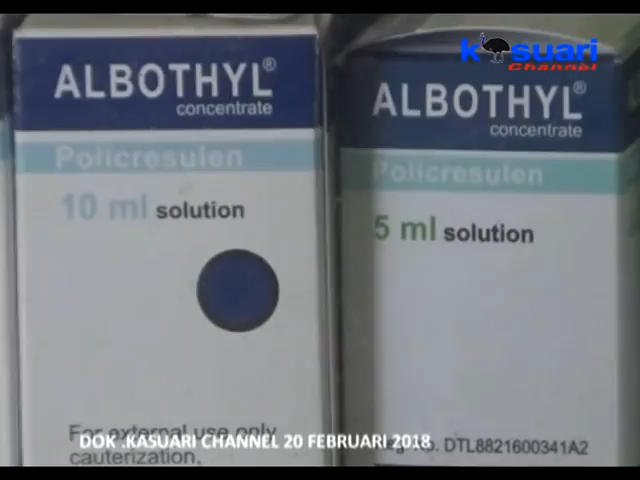 kasuari
Channel
ALBOTHYL®
concentrate
Policresulen
10 ml solution
For external use only
cauterization,
ALBOTHYL®
concentrate
Policresulen
5 ml solution
No. DTL8821600341A2
DOK .KASUARI CHANNEL 20 FEBRUARI 2018